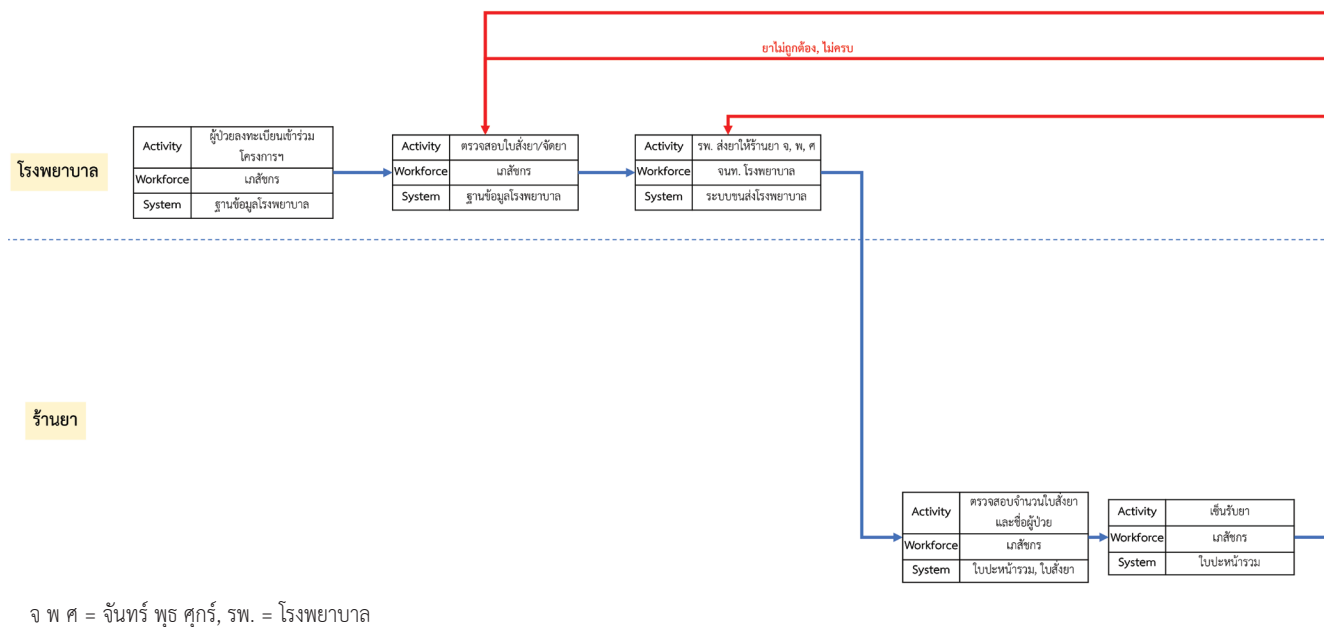 ยาไม่ถูกต้อง, ไม่ครบ
โรงพยาบาล
Activity ผู้ป่วยลงทะเบียนเข้าร่วม
โครงการฯ
Workforce เภสัชกร
System ฐานข้อมูลโรงพยาบาล
Activity ตรวจสอบใบสั่งยา/จัดยา
Workforce เภสัชกร
System ฐานข้อมูลโรงพยาบาล
Activity รพ. ส่งยาให้ร้านยา จ, พ, ศ
Workforce จนท. โรงพยาบาล
System ระบบขนส่งโรงพยาบาล
ร้านยา
Activity ตรวจสอบจำนวนใบสั่งยา
และชื่อผู้ป่วย
Workforce เภสัชกร
System ใบปะหน้ารวม, ใบสั่งยา
Activity เซ็นรับยา
Workforce เภสัชกร
System ใบปะหน้ารวม
จ พ ศ = จันทร์ พุธ ศุกร์, รพ. = โรงพยาบาล